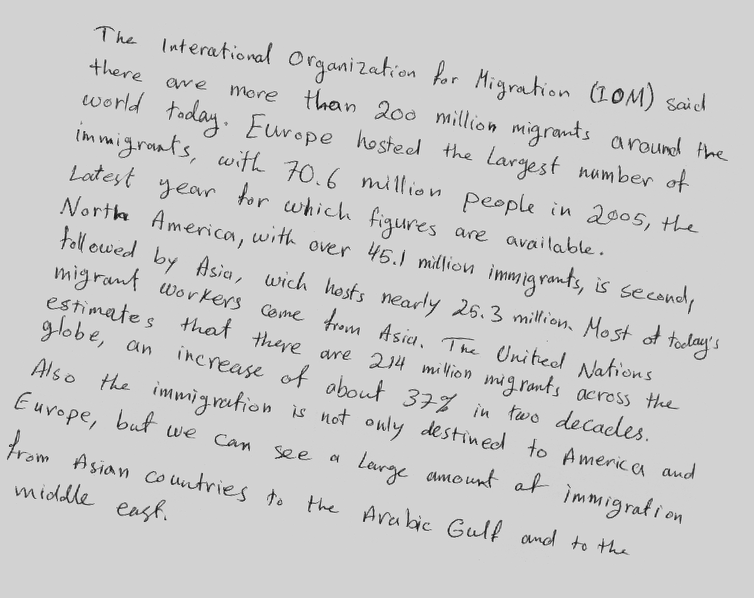 The Interational Organization for Migration (IOM) said
there are more than 200 million migrants around the
world today. Europe hosted the Largest number of
immigrants, with 70.6 million people in 2005, the
Latest year for which figures are available.
North America, with over 45.1 million immigrants, is second,
followed by Asia, wich hosts nearly 25.3 million. Most of today's
migrant workers come from Asia. The United Nations
estimates that there are 214 million migrants across the
globe, an increase of about 37% in two decades.
Also the immigration is not only destined to America and
Europe, but we can see a large amount of immigration
from Asian countries to the Arabic Gulf and to the
middle east.